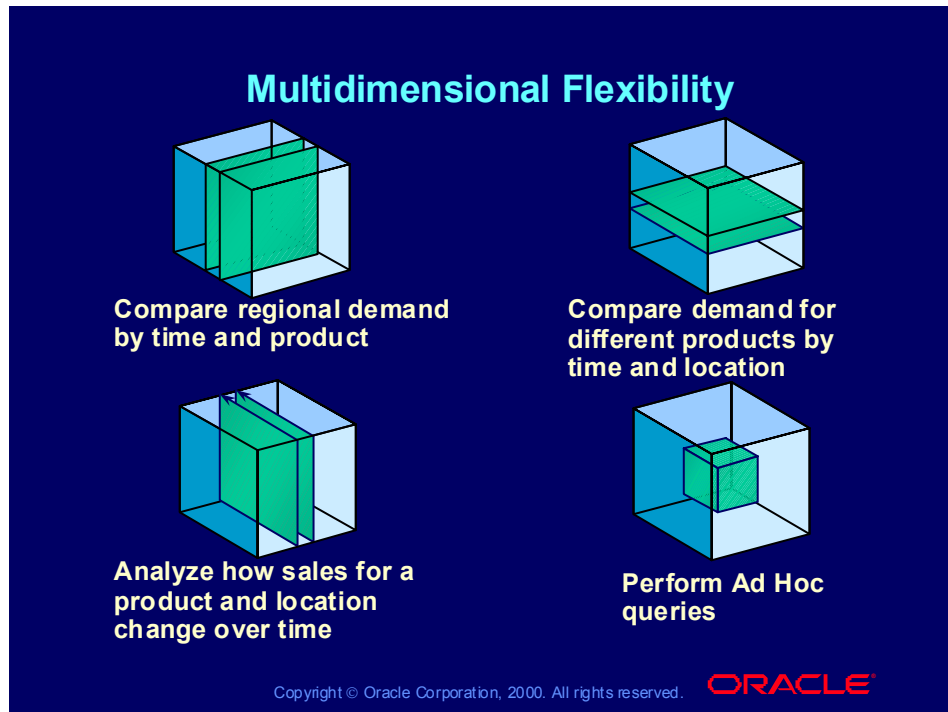 Multidimensional Flexibility
Compare regional demand
by time and product
Compare demand for
different products by
time and location
Analyze how sales for a
product and location
change over time
Perform Ad Hoc
queries
Copyright © Oracle Corporation, 2000. All rights reserved.
ORACLE®